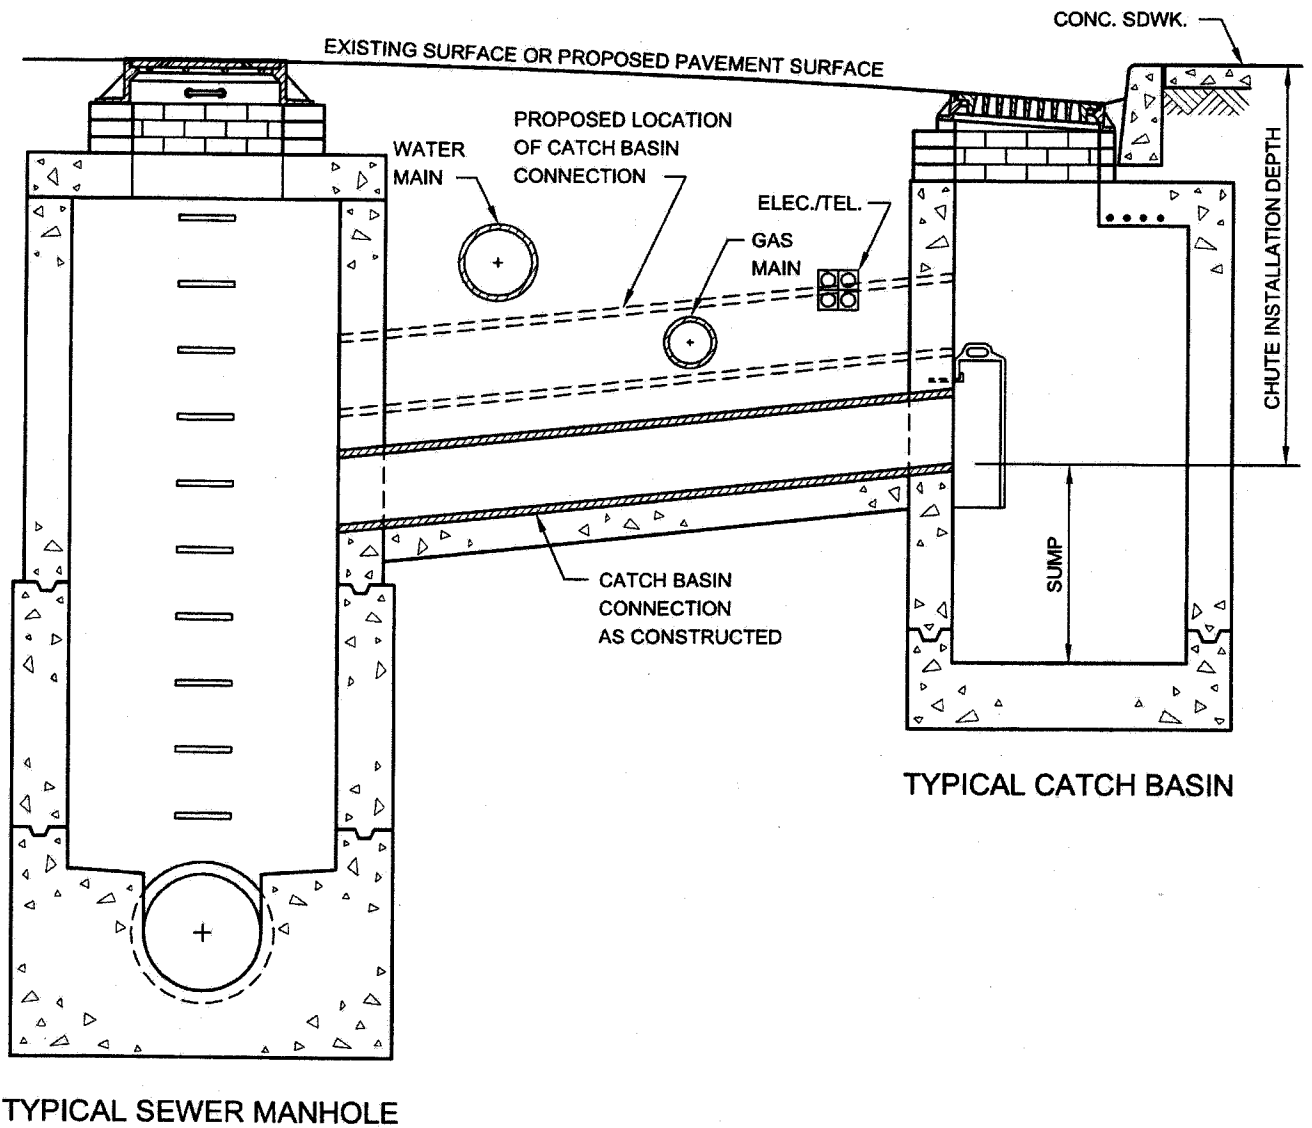 CONC. SDWK.
EXISTING SURFACE OR PROPOSED PAVEMENT SURFACE
PROPOSED LOCATION
OF CATCH BASIN
CONNECTION
WATER
MAIN
ELEC./TEL.
GAS
MAIN
CHUTE INSTALLATION DEPTH
SUMP
CATCH BASIN
CONNECTION
AS CONSTRUCTED
TYPICAL CATCH BASIN
TYPICAL SEWER MANHOLE